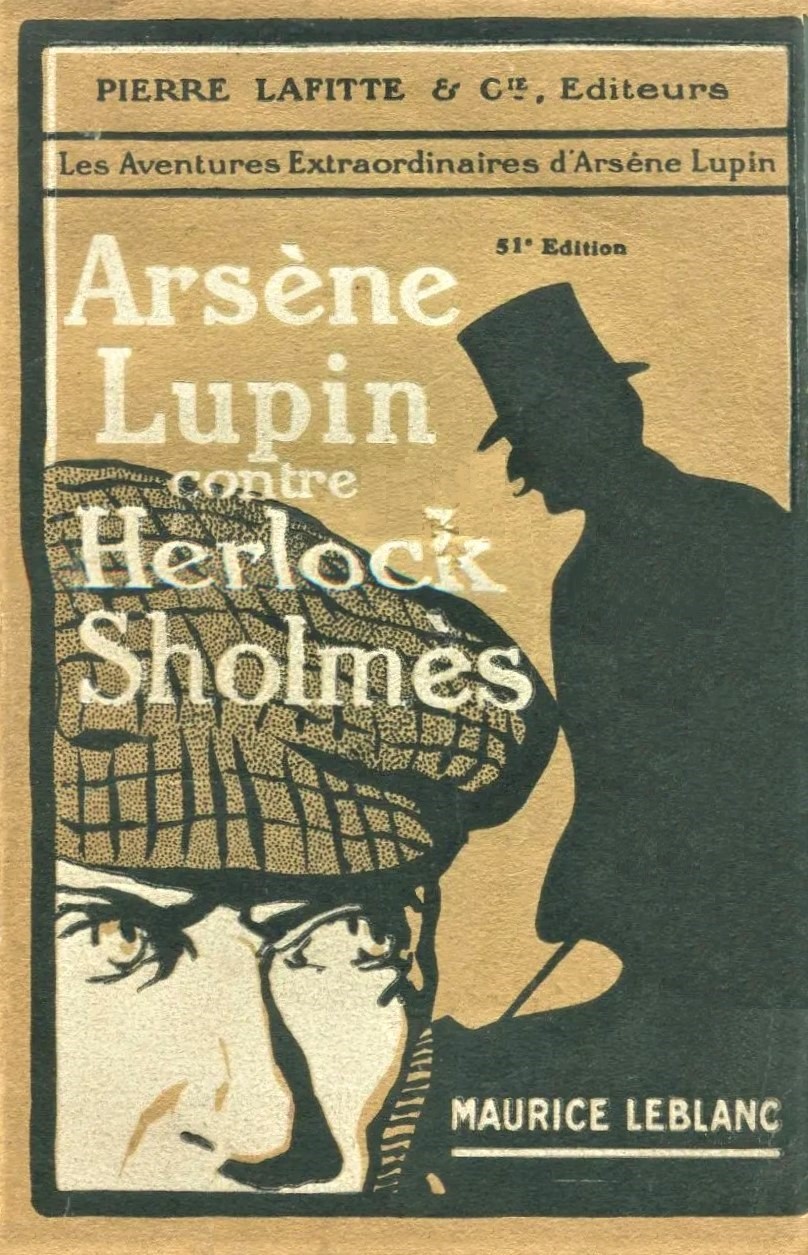 PIERRE LAFITTE & Cᴵᴱ, Editeurs
Les Aventures Extraordinaires d'Arsène Lupin
51ᵉ Edition
Arsène
Lupin
contre
Herlock
Sholmès
MAURICE LEBLANC